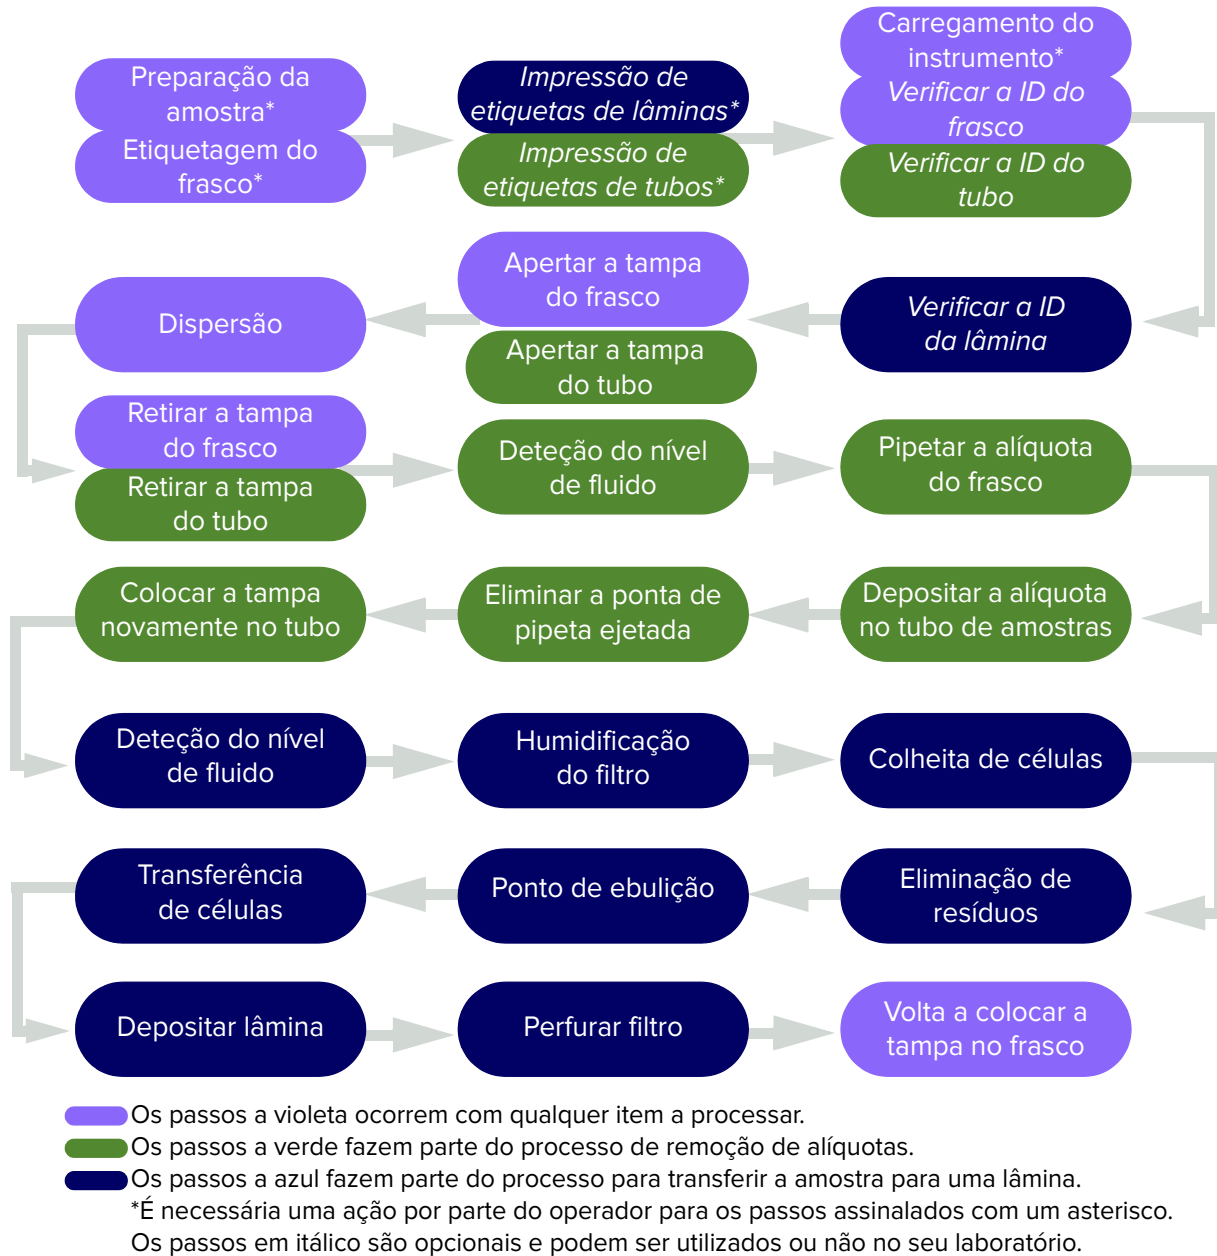 Preparação da
amostra*
Etiquetagem do
frasco*
Impressão de
etiquetas de lâminas*
Impressão de
etiquetas de tubos*
Carregamento do
instrumento*
Verificar a ID do
frasco
Verificar a ID do
tubo
Verificar a ID
da lâmina
Apertar a tampa
do frasco
Apertar a tampa
do tubo
Dispersão
Retirar a tampa
do frasco
Retirar a tampa
do tubo
Deteção do nível
de fluido
Pipetar a alíquota
do frasco
Depositar a alíquota
no tubo de amostras
Eliminar a ponta de
pipeta ejetada
Colocar a tampa
novamente no tubo
Deteção do nível
de fluido
Humidificação
do filtro
Colheita de células
Eliminação de
resíduos
Ponto de ebulição
Transferência
de células
Depositar lâmina
Perfurar filtro
Volta a colocar a
tampa no frasco
Os passos a violeta ocorrem com qualquer item a processar.
Os passos a verde fazem parte do processo de remoção de alíquotas.
Os passos a azul fazem parte do processo para transferir a amostra para uma lâmina.
*É necessária uma ação por parte do operador para os passos assinalados com um asterisco.
Os passos em itálico são opcionais e podem ser utilizados ou não no seu laboratório.